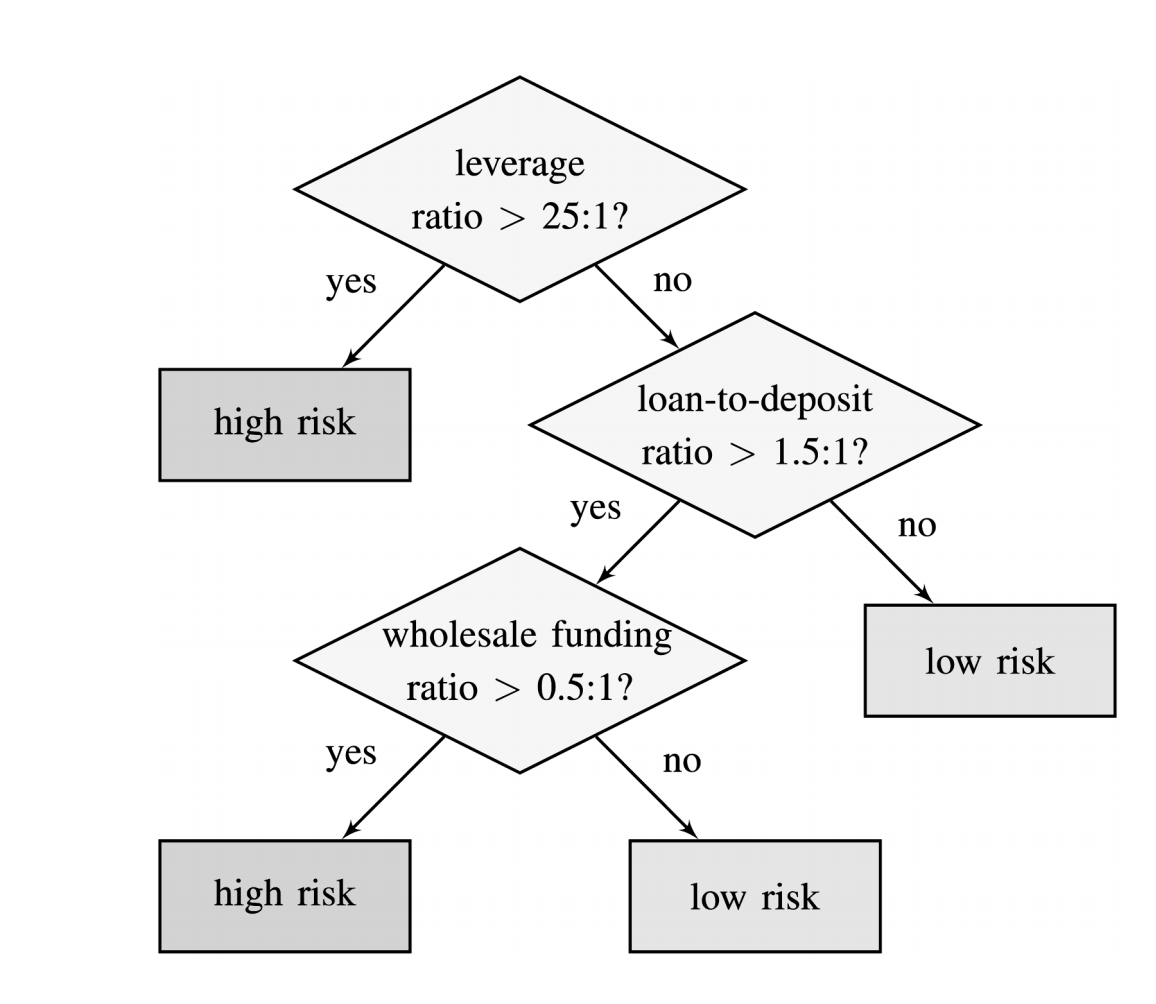 leverage
ratio > 25:1?
yes
no
high risk
loan-to-deposit
ratio > 1.5:1?
yes
no
wholesale funding
ratio > 0.5:1?
low risk
yes
no
high risk
low risk